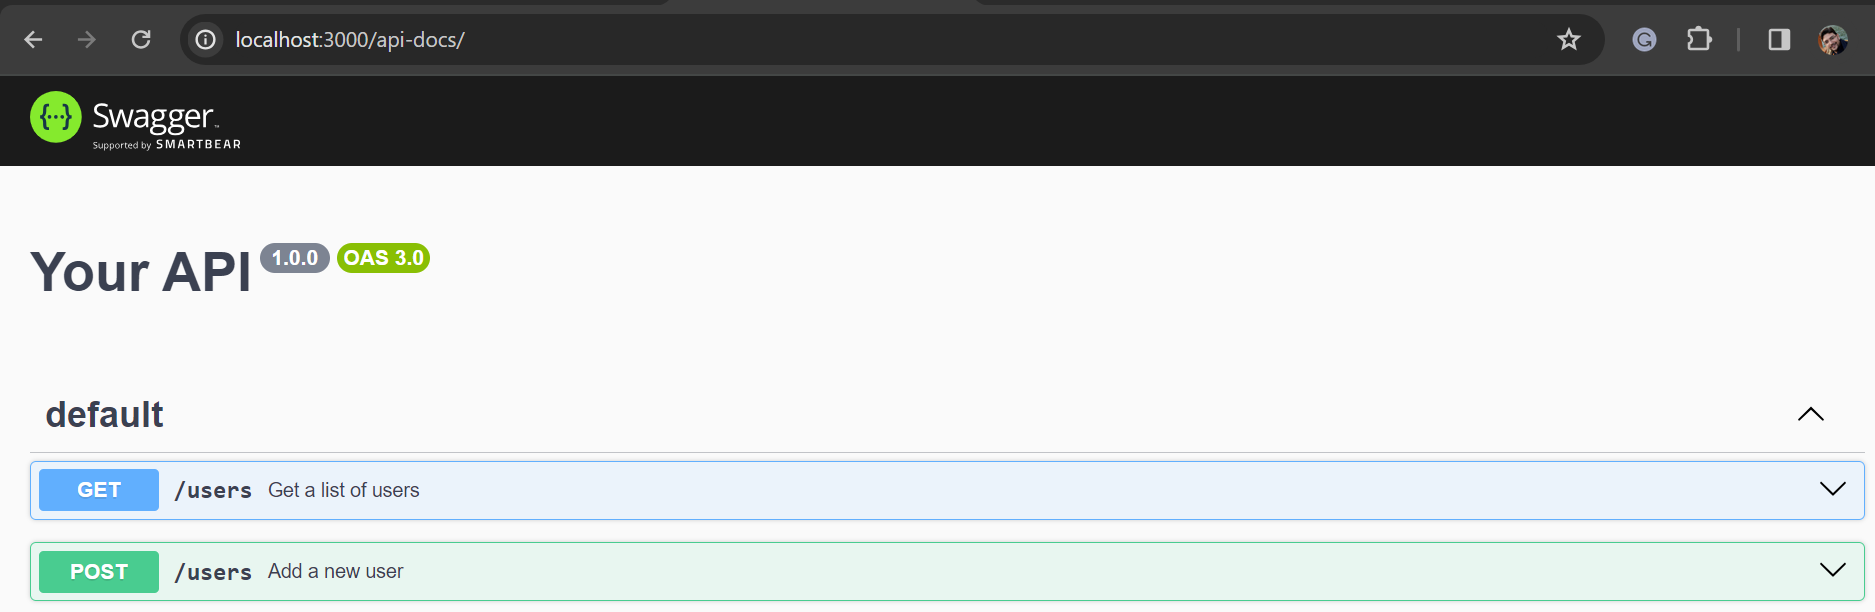 localhost:3000/api-docs/
{···} Swagger™
Supported by SMARTBEAR
Your API 1.0.0 OAS 3.0
default
GET /users Get a list of users
POST /users Add a new user